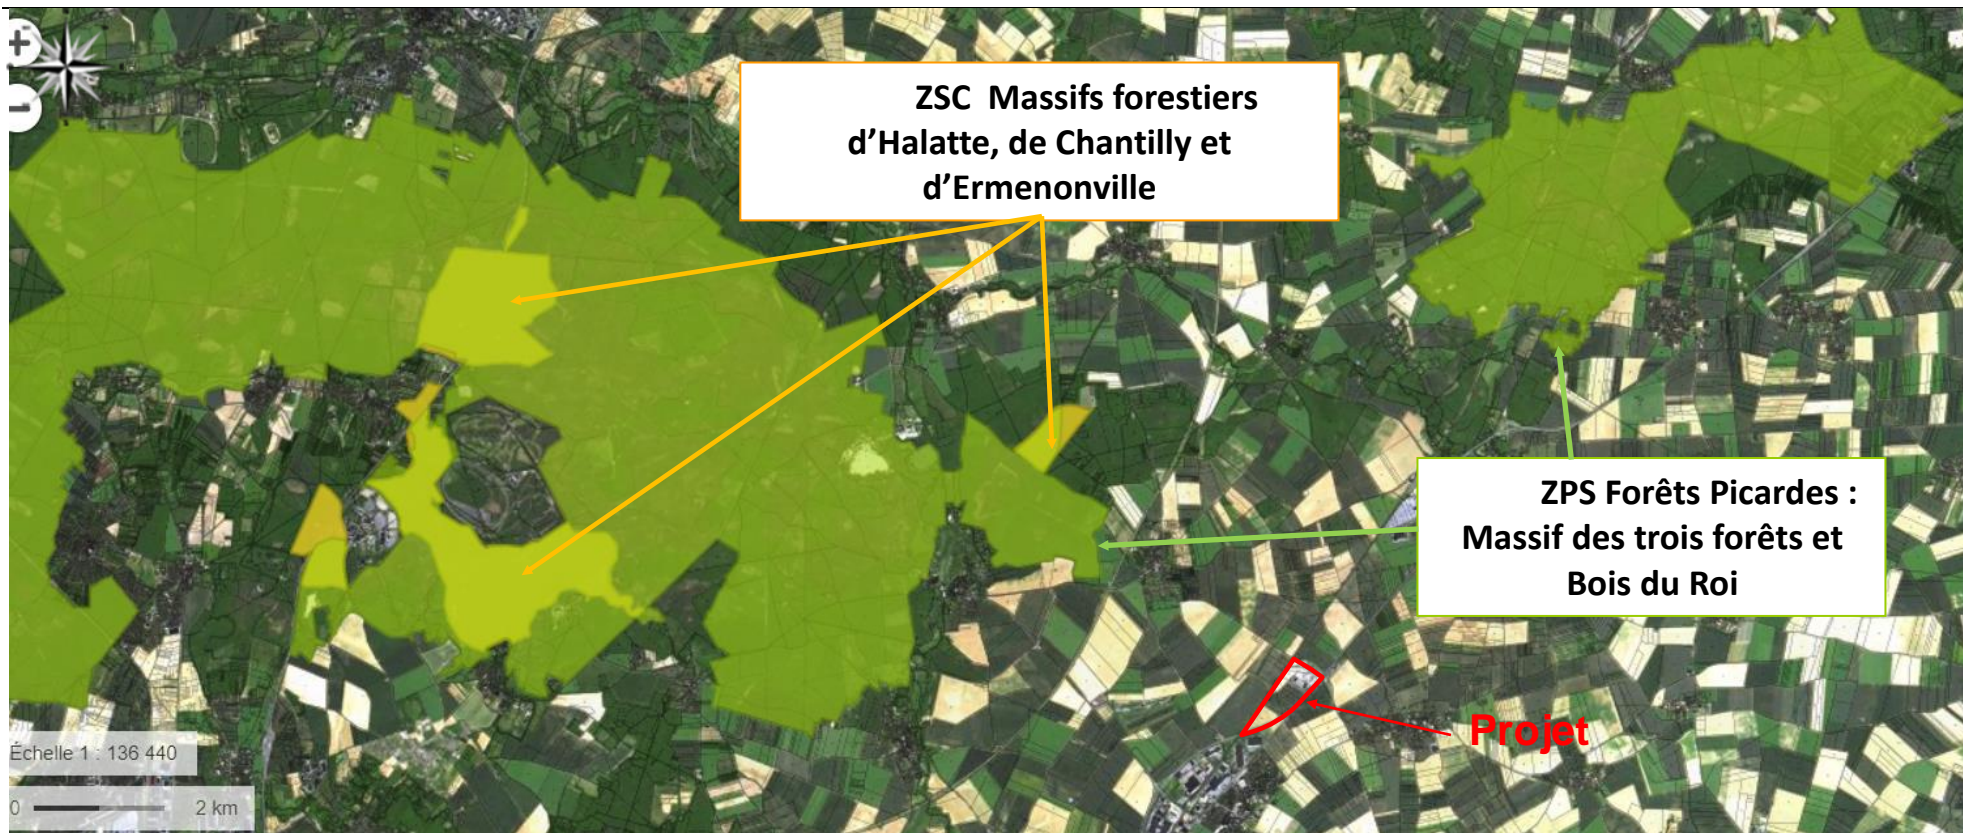 +
−
ZSC Massifs forestiers
d’Halatte, de Chantilly et
d’Ermenonville
ZPS Forêts Picardes :
Massif des trois forêts et
Bois du Roi
Projet
Échelle 1 : 136 440
0 2 km